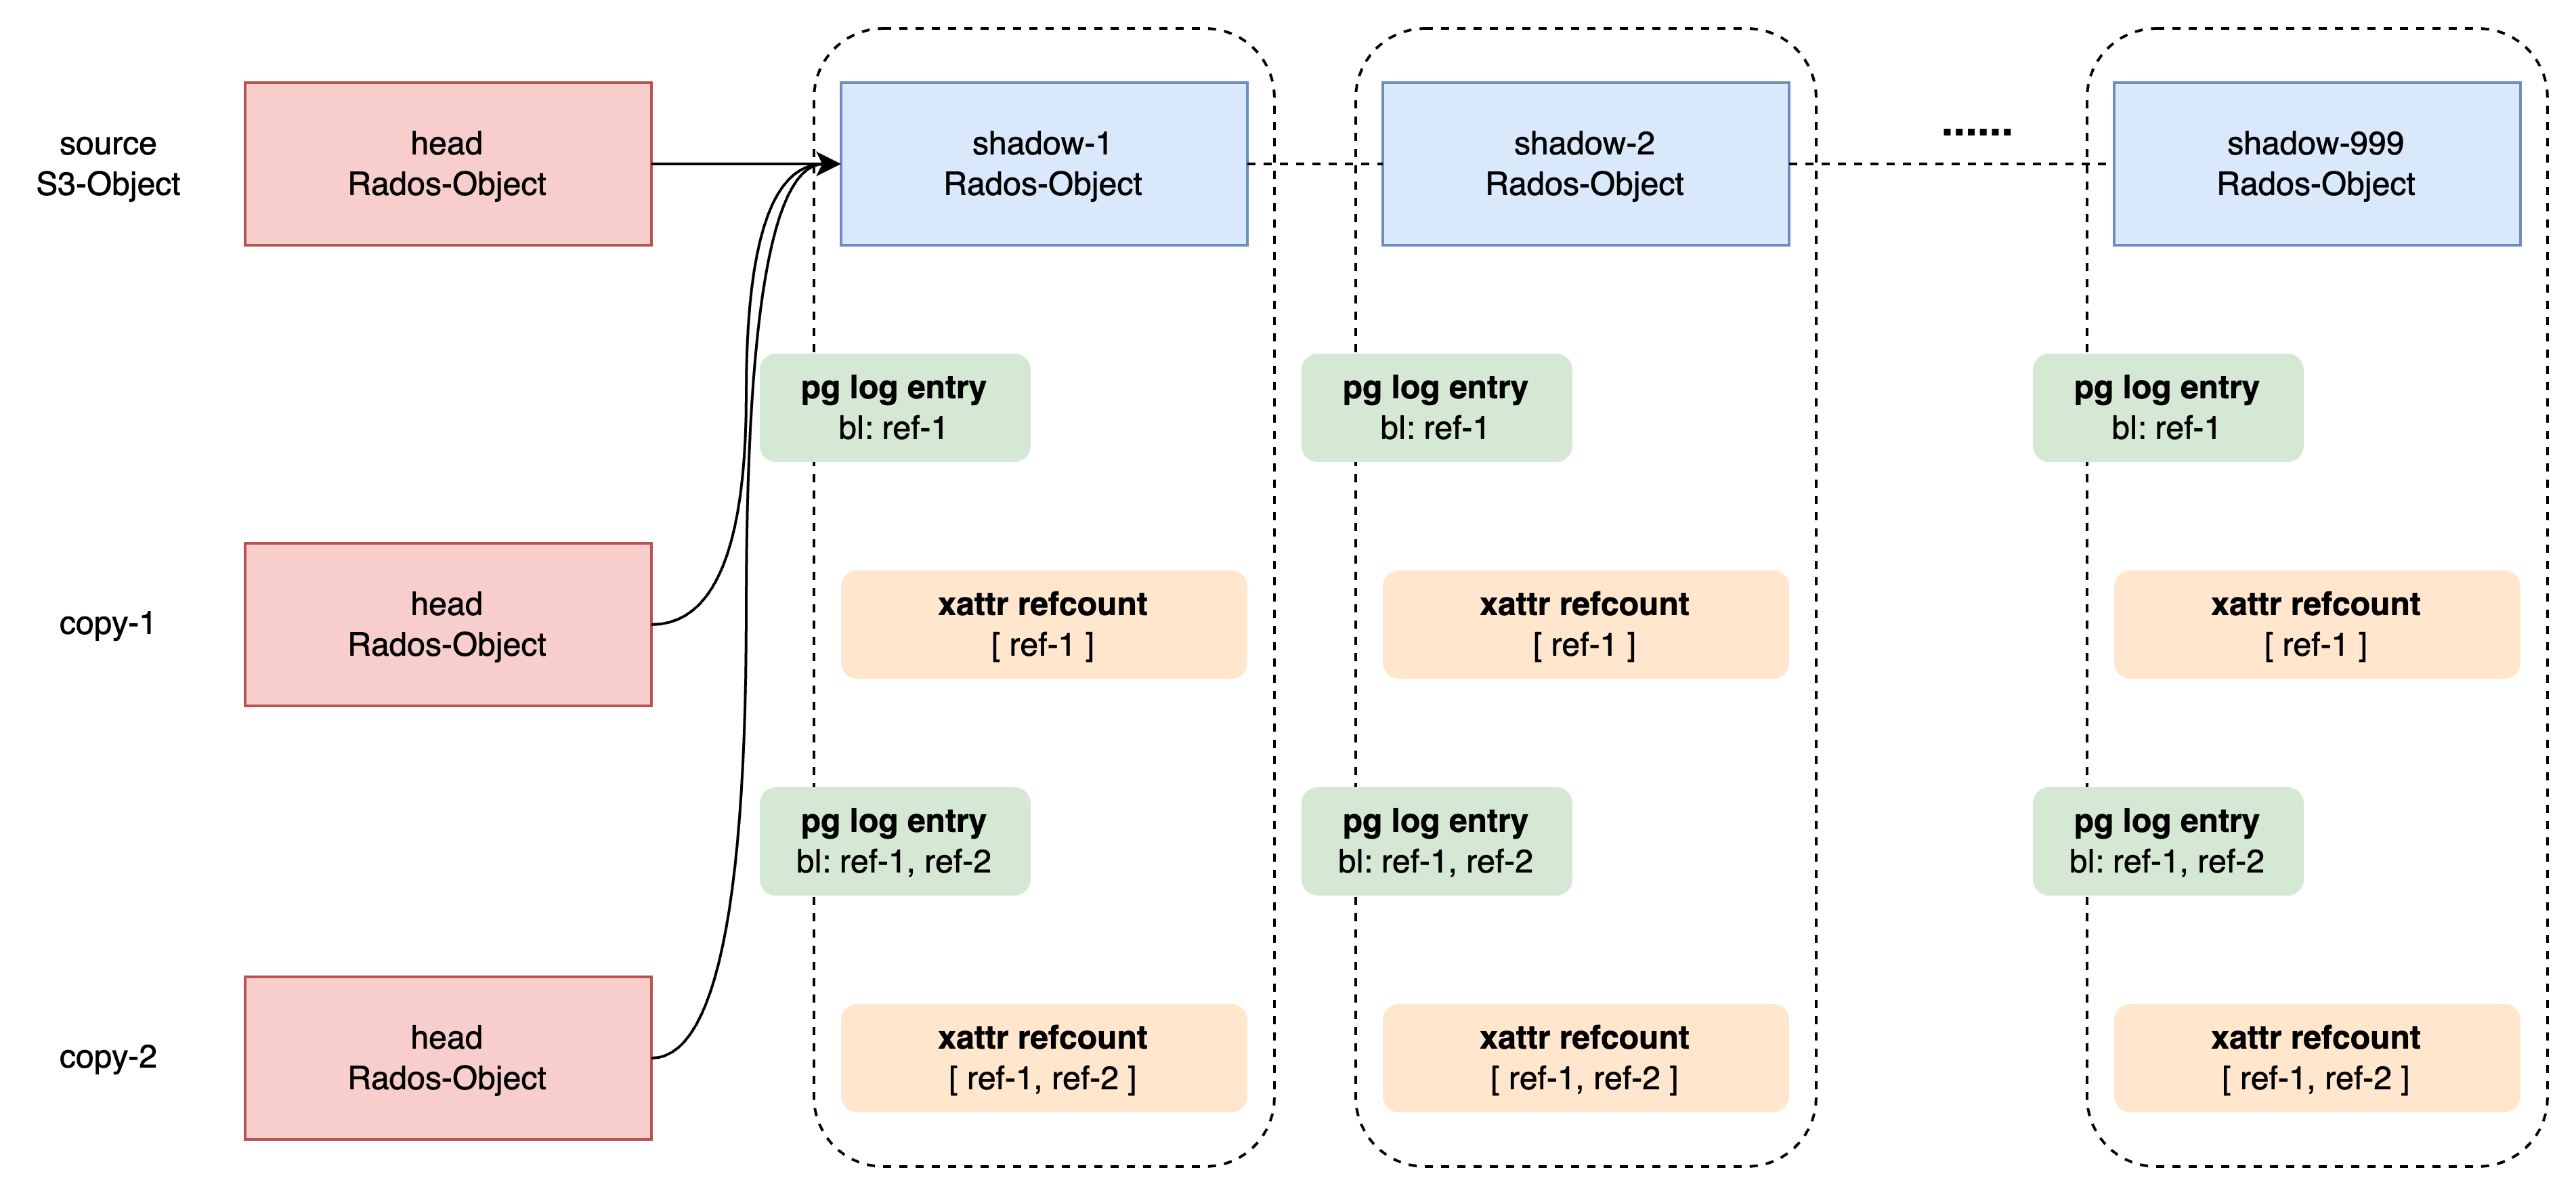 source
S3-Object
head
Rados-Object
shadow-1
Rados-Object
shadow-2
Rados-Object
......
shadow-999
Rados-Object
pg log entry
bl: ref-1
pg log entry
bl: ref-1
pg log entry
bl: ref-1
copy-1
head
Rados-Object
xattr refcount
[ ref-1 ]
xattr refcount
[ ref-1 ]
xattr refcount
[ ref-1 ]
pg log entry
bl: ref-1, ref-2
pg log entry
bl: ref-1, ref-2
pg log entry
bl: ref-1, ref-2
copy-2
head
Rados-Object
xattr refcount
[ ref-1, ref-2 ]
xattr refcount
[ ref-1, ref-2 ]
xattr refcount
[ ref-1, ref-2 ]